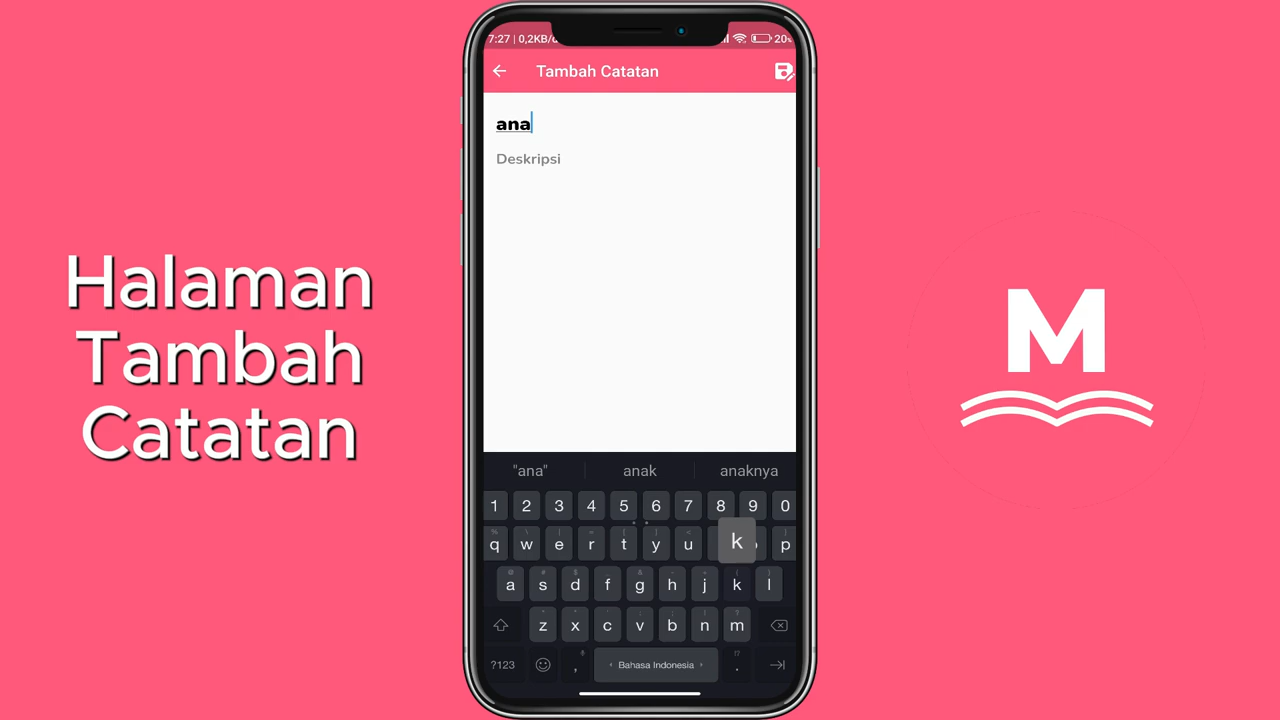 Halaman
Tambah
Catatan
7:27 | 0,2KB/
20
Tambah Catatan
ana
Deskripsi
"ana" anak anaknya
1 2 3 4 5 6 7 8 9 0
q w e r t y u k p
a s d f g h j k l
z x c v b n m
?123 , Bahasa Indonesia .
M